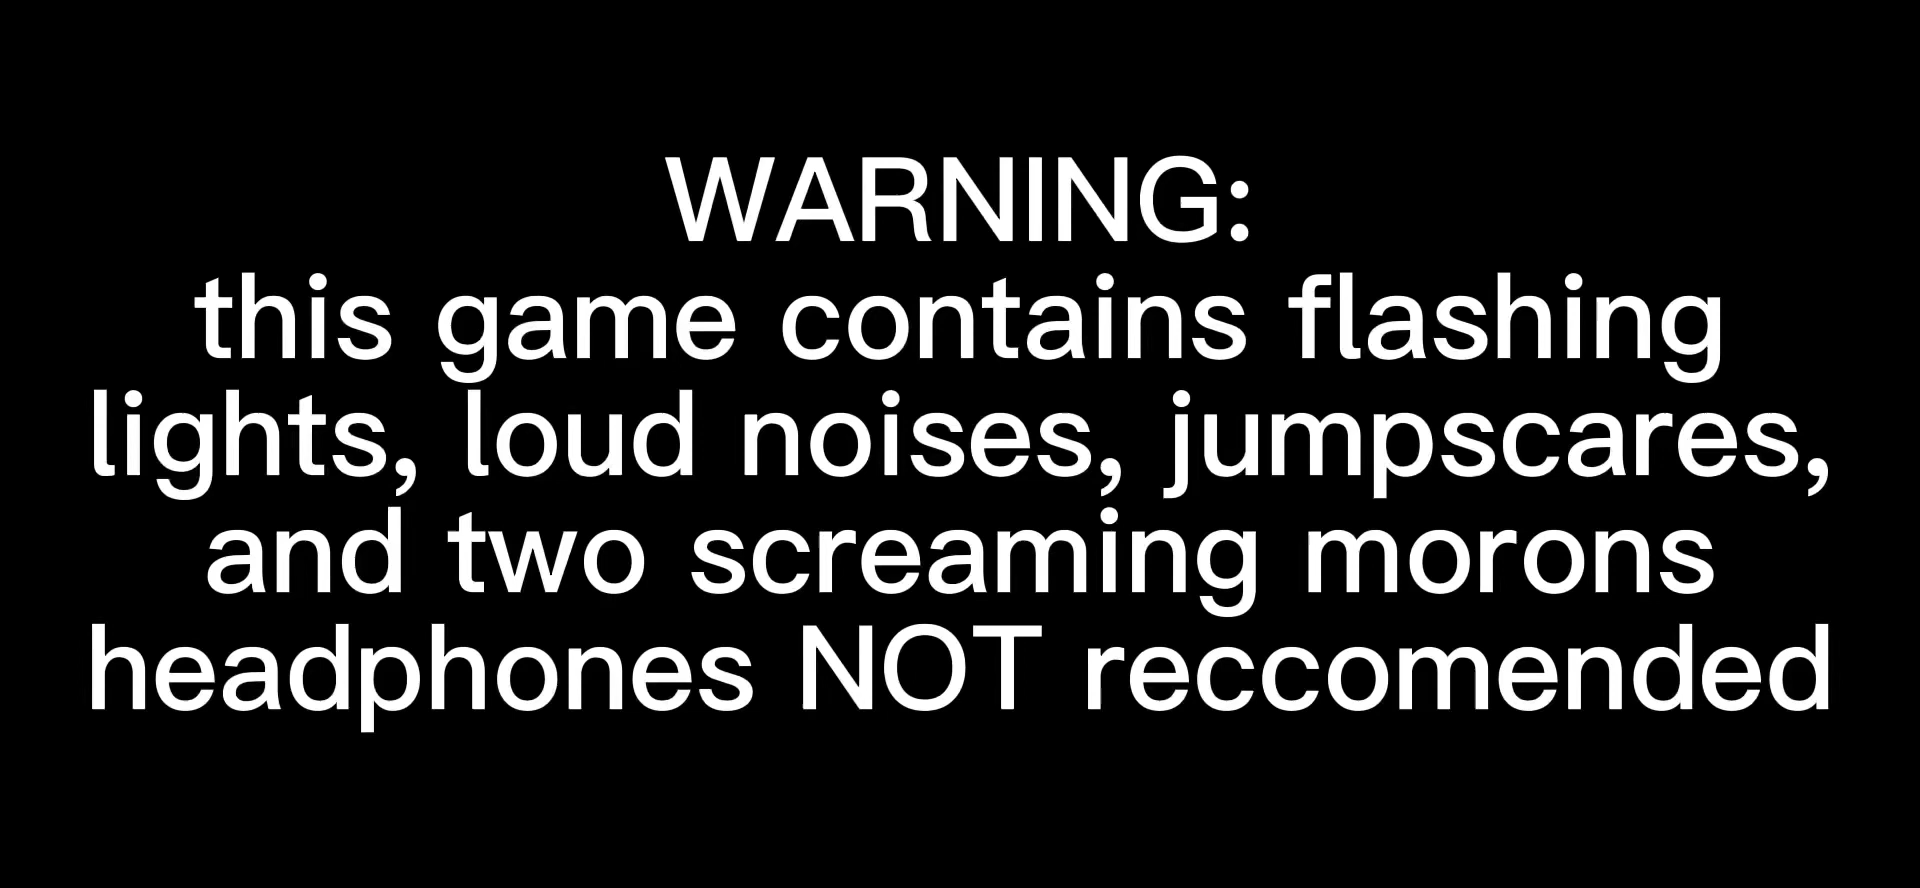 WARNING:
this game contains flashing
lights, loud noises, jumpscares,
and two screaming morons
headphones NOT reccomended